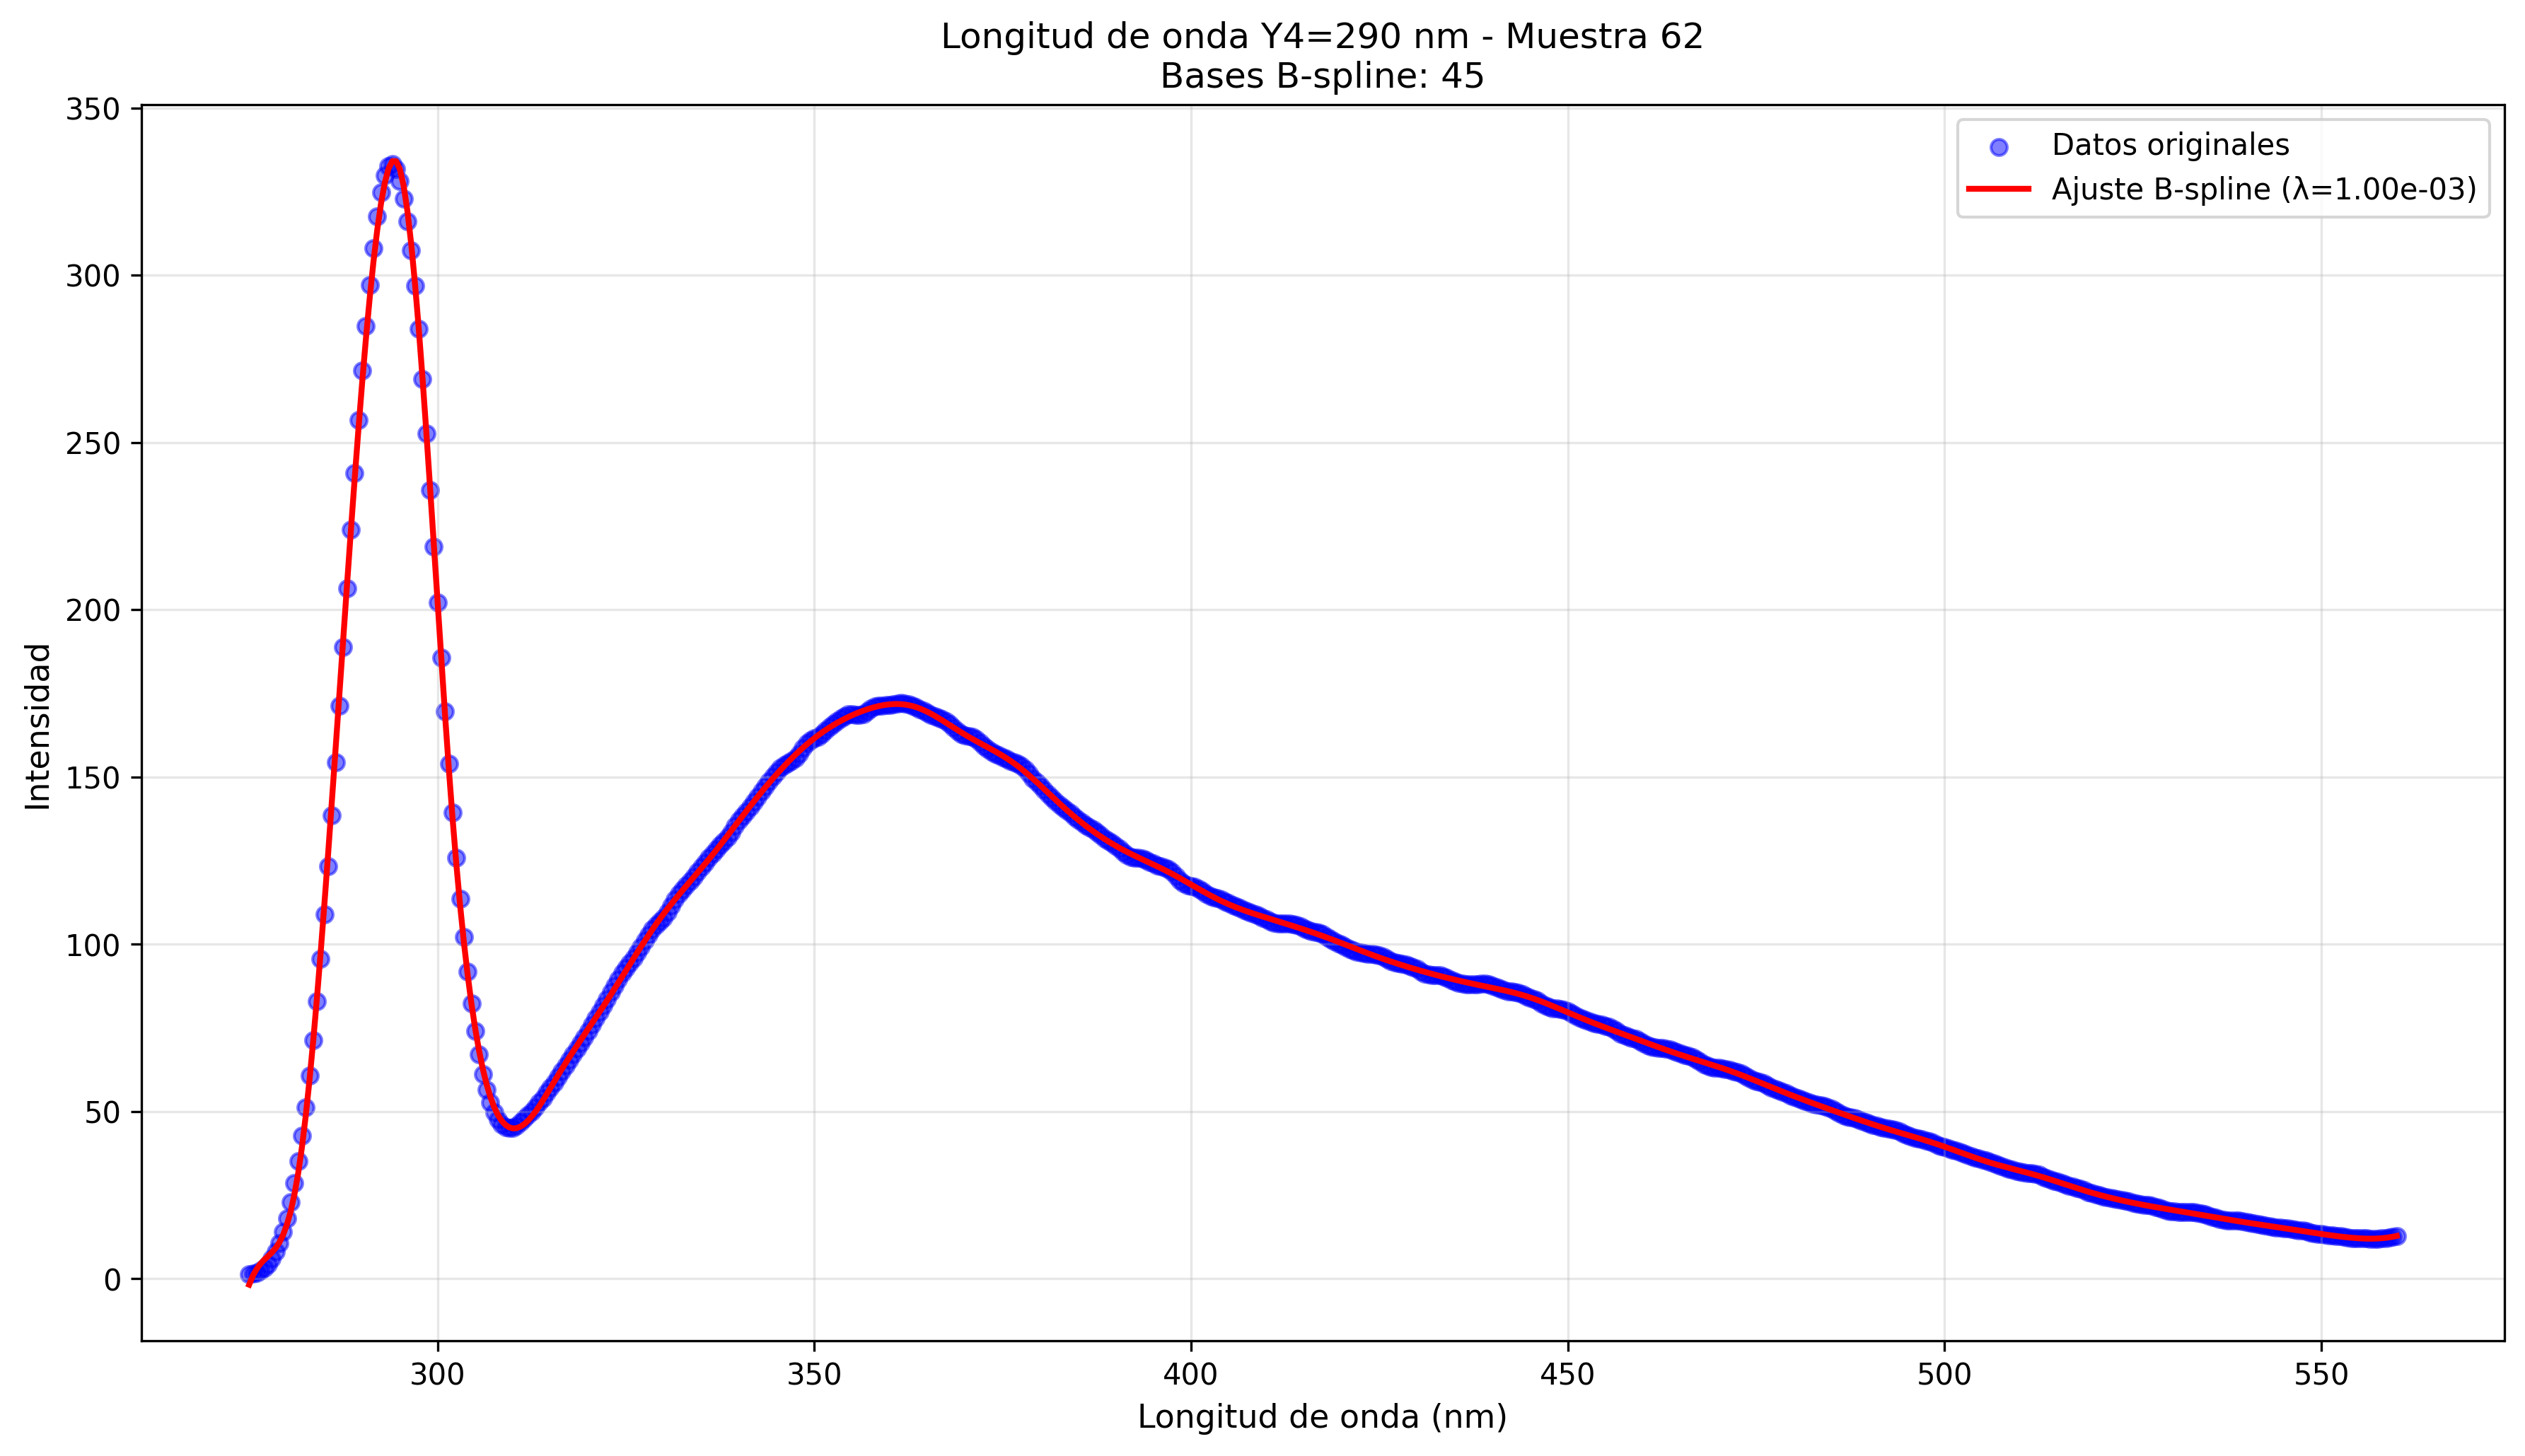 Longitud de onda Y4=290 nm - Muestra 62
Bases B-spline: 45
Datos originales
Ajuste B-spline (λ=1.00e-03)
Intensidad
350
300
250
200
150
100
50
0
300 350 400 450 500 550
Longitud de onda (nm)